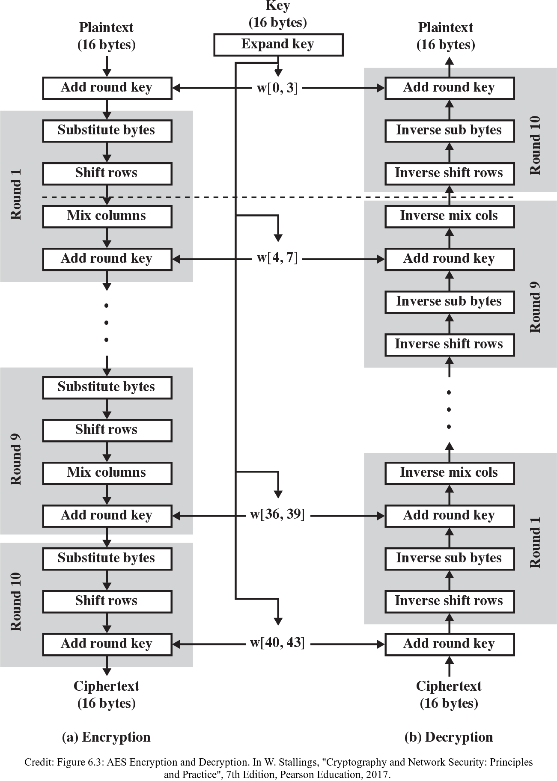 Key
(16 bytes)
Expand key
Plaintext
(16 bytes)
Add round key
Round 1
Substitute bytes
Shift rows
Mix columns
Add round key
Round 9
Substitute bytes
Shift rows
Mix columns
Add round key
Round 10
Substitute bytes
Shift rows
Add round key
Ciphertext
(16 bytes)
(a) Encryption
w[0, 3]
w[4, 7]
w[36, 39]
w[40, 43]
Plaintext
(16 bytes)
Add round key
Inverse sub bytes
Inverse shift rows
Round 10
Inverse mix cols
Add round key
Inverse sub bytes
Inverse shift rows
Round 9
Inverse mix cols
Add round key
Inverse sub bytes
Inverse shift rows
Round 1
Add round key
Ciphertext
(16 bytes)
(b) Decryption
Credit: Figure 6.3: AES Encryption and Decryption. In W. Stallings, "Cryptography and Network Security: Principles
and Practice", 7th Edition, Pearson Education, 2017.